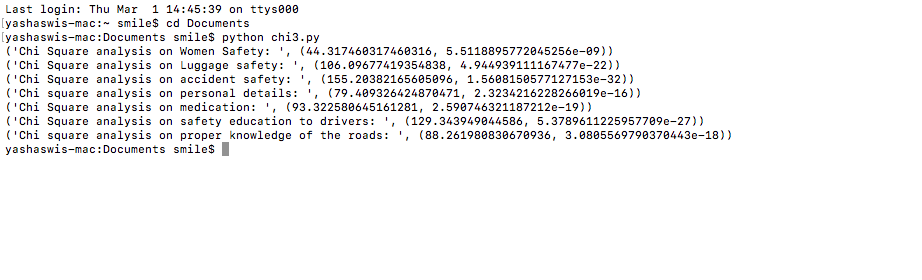 Last login: Thu Mar  1 14:45:39 on ttys000
[yashaswis-mac:~ smile$ cd Documents
[yashaswis-mac:Documents smile$ python chi3.py
('Chi Square analysis on Women Safety: ', (44.317460317460316, 5.5118895772045256e-09))
('Chi Square analysis on Luggage safety: ', (106.09677419354838, 4.944939111167477e-22))
('Chi Square analysis on accident safety: ', (155.20382165605096, 1.5608150577127153e-32))
('Chi Square analysis on personal details: ', (79.409326424870471, 2.3234216228266019e-16))
('Chi Square analysis on medication: ', (93.322580645161281, 2.590746321187212e-19))
('Chi Square analysis on safety education to drivers: ', (129.343949044586, 5.3789611225957709e-27))
('Chi square analysis on proper knowledge of the roads: ', (88.261980830670936, 3.0805569790370443e-18))
yashaswis-mac:Documents smile$